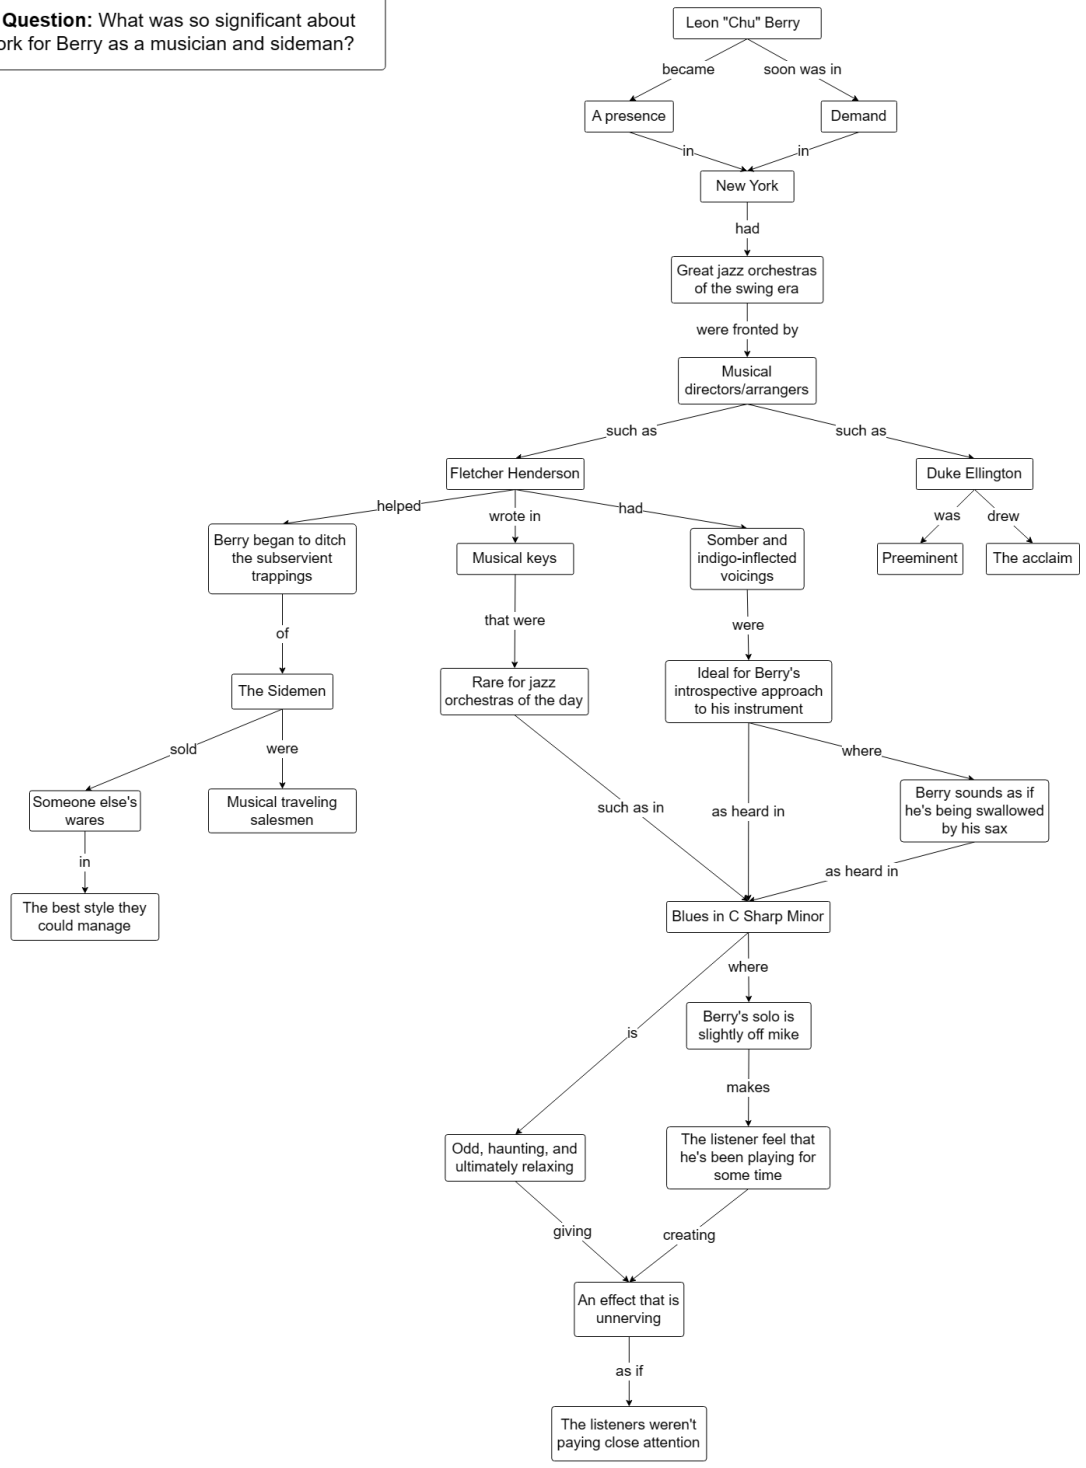 Question: What was so significant about
ork for Berry as a musician and sideman?
Leon "Chu" Berry
became
soon was in
A presence
Demand
in
in
New York
had
Great jazz orchestras
of the swing era
were fronted by
Musical
directors/arrangers
such as
such as
Fletcher Henderson
Duke Ellington
helped
wrote in
had
was
drew
Berry began to ditch
the subservient
trappings
Musical keys
Somber and
indigo-inflected
voicings
Preeminent
The acclaim
of
that were
were
The Sidemen
Rare for jazz
orchestras of the day
Ideal for Berry's
introspective approach
to his instrument
sold
were
where
Someone else's
wares
Musical traveling
salesmen
such as in
as heard in
Berry sounds as if
he's being swallowed
by his sax
in
as heard in
The best style they
could manage
Blues in C Sharp Minor
where
is
Berry's solo is
slightly off mike
makes
Odd, haunting, and
ultimately relaxing
The listener feel that
he's been playing for
some time
giving
creating
An effect that is
unnerving
as if
The listeners weren't
paying close attention